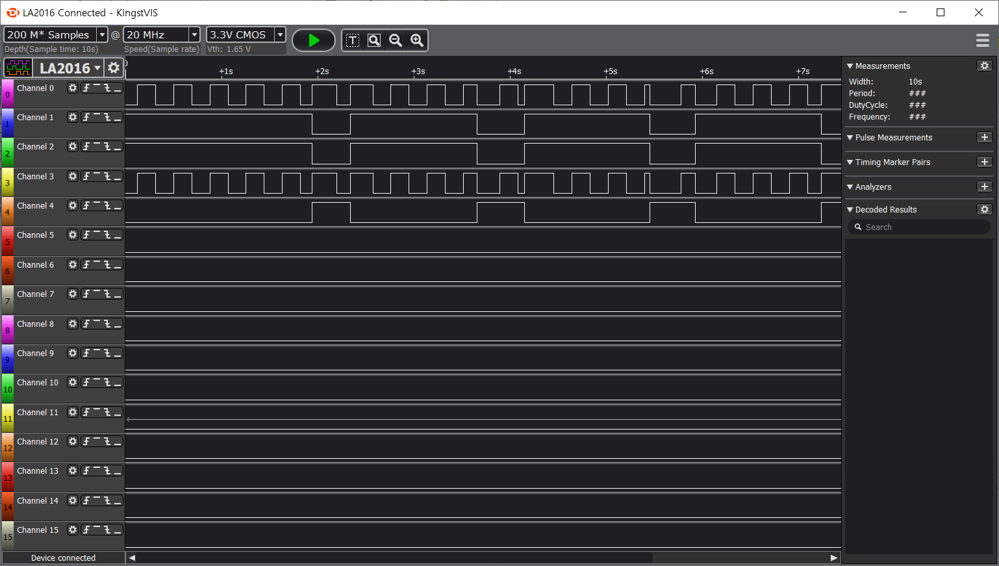 LA2016 Connected - KingstVIS
200 M* Samples @ 20 MHz 3.3V CMOS
Depth(Sample time: 10s) Speed(Sample rate) Vth: 1.65 V
LA2016
0 +1s +2s +3s +4s +5s +6s +7s
0 Channel 0
1 Channel 1
2 Channel 2
3 Channel 3
4 Channel 4
5 Channel 5
6 Channel 6
7 Channel 7
8 Channel 8
9 Channel 9
10 Channel 10
11 Channel 11
12 Channel 12
13 Channel 13
14 Channel 14
15 Channel 15
Device connected
Measurements
Width: 10s
Period: ###
DutyCycle: ###
Frequency: ###
Pulse Measurements
Timing Marker Pairs
Analyzers
Decoded Results
Search